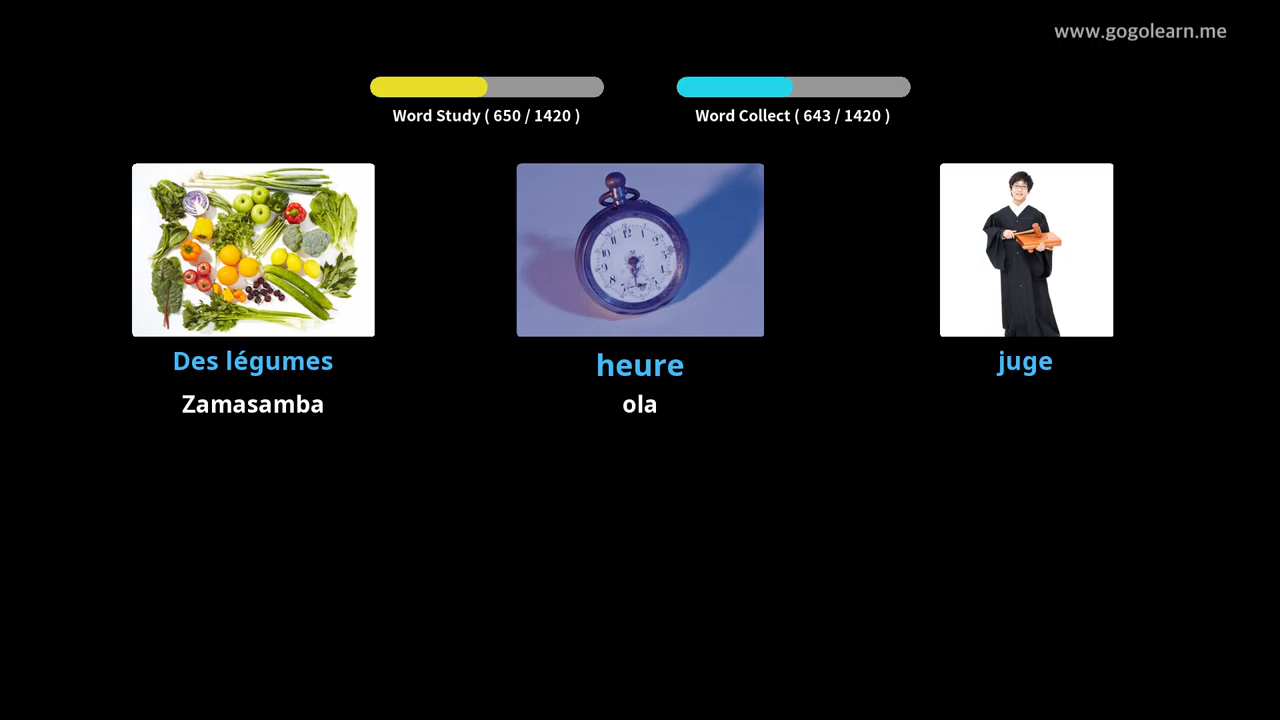 www.gogolearn.me
Word Study ( 650 / 1420 )
Word Collect ( 643 / 1420 )
Des légumes
heure
juge
Zamasamba
ola